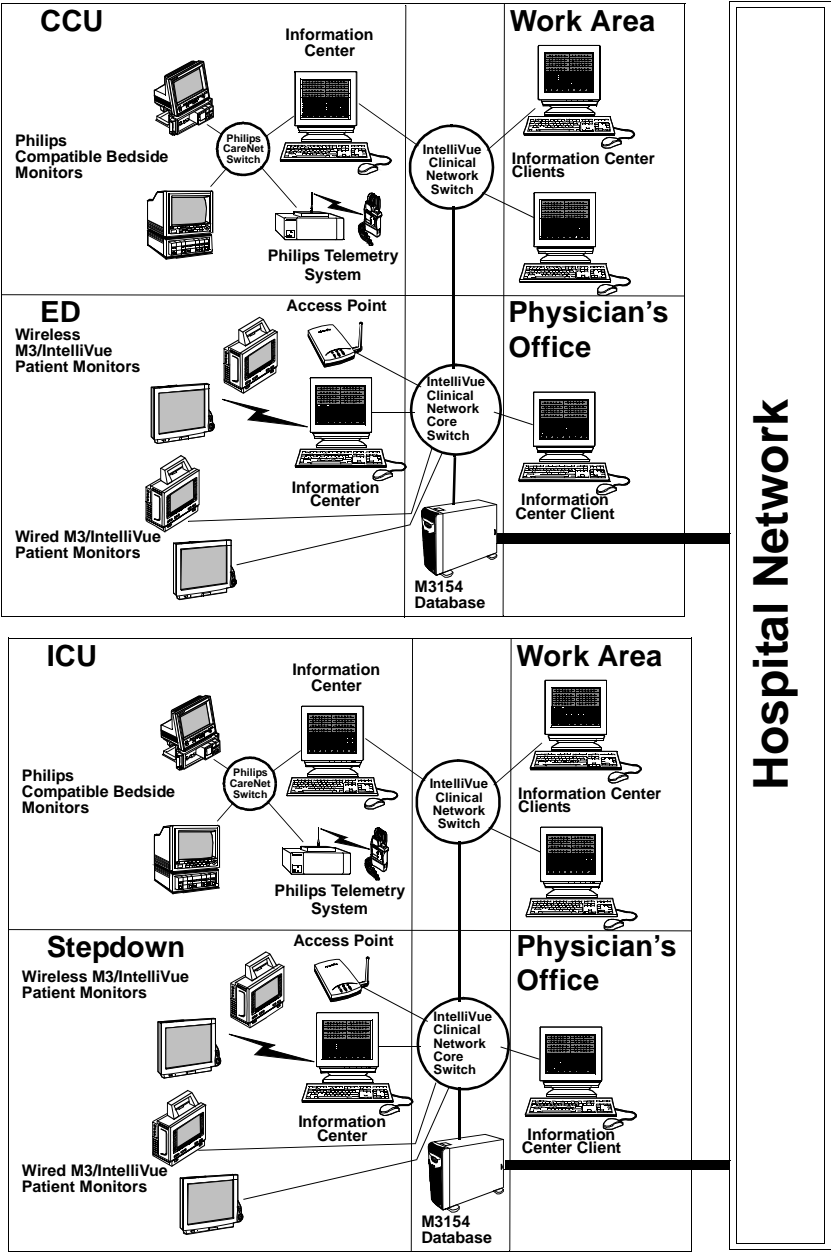 CCU
Information
Center
Work Area
Philips
Compatible Bedside
Monitors
Philips
CareNet
Switch
IntelliVue
Clinical
Network
Switch
Information Center
Clients
Philips Telemetry
System
ED
Wireless
M3/IntelliVue
Patient Monitors
Access Point
Physician's
Office
IntelliVue
Clinical
Network
Core
Switch
Information
Center
Information
Center Client
Wired M3/IntelliVue
Patient Monitors
M3154
Database
Hospital Network
ICU
Information
Center
Work Area
Philips
Compatible Bedside
Monitors
Philips
CareNet
Switch
IntelliVue
Clinical
Network
Switch
Information Center
Clients
Philips Telemetry
System
Stepdown
Wireless M3/IntelliVue
Patient Monitors
Access Point
Physician's
Office
IntelliVue
Clinical
Network
Core
Switch
Information
Center
Information
Center Client
Wired M3/IntelliVue
Patient Monitors
M3154
Database